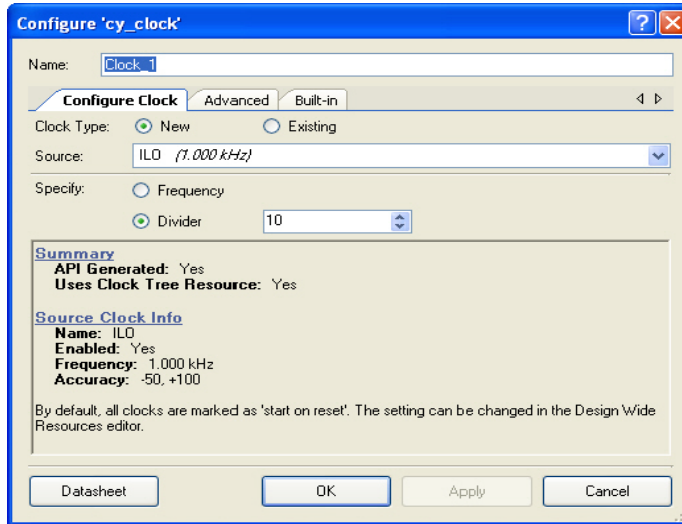 Configure 'cy_clock'
Name: Clock_1
Configure Clock Advanced Built-in
Clock Type: New Existing
Source: ILO (1.000 kHz)
Specify: Frequency
Divider 10
Summary
API Generated: Yes
Uses Clock Tree Resource: Yes
Source Clock Info
Name: ILO
Enabled: Yes
Frequency: 1.000 kHz
Accuracy: -50, +100
By default, all clocks are marked as 'start on reset'. The setting can be changed in the Design Wide
Resources editor.
Datasheet OK Apply Cancel